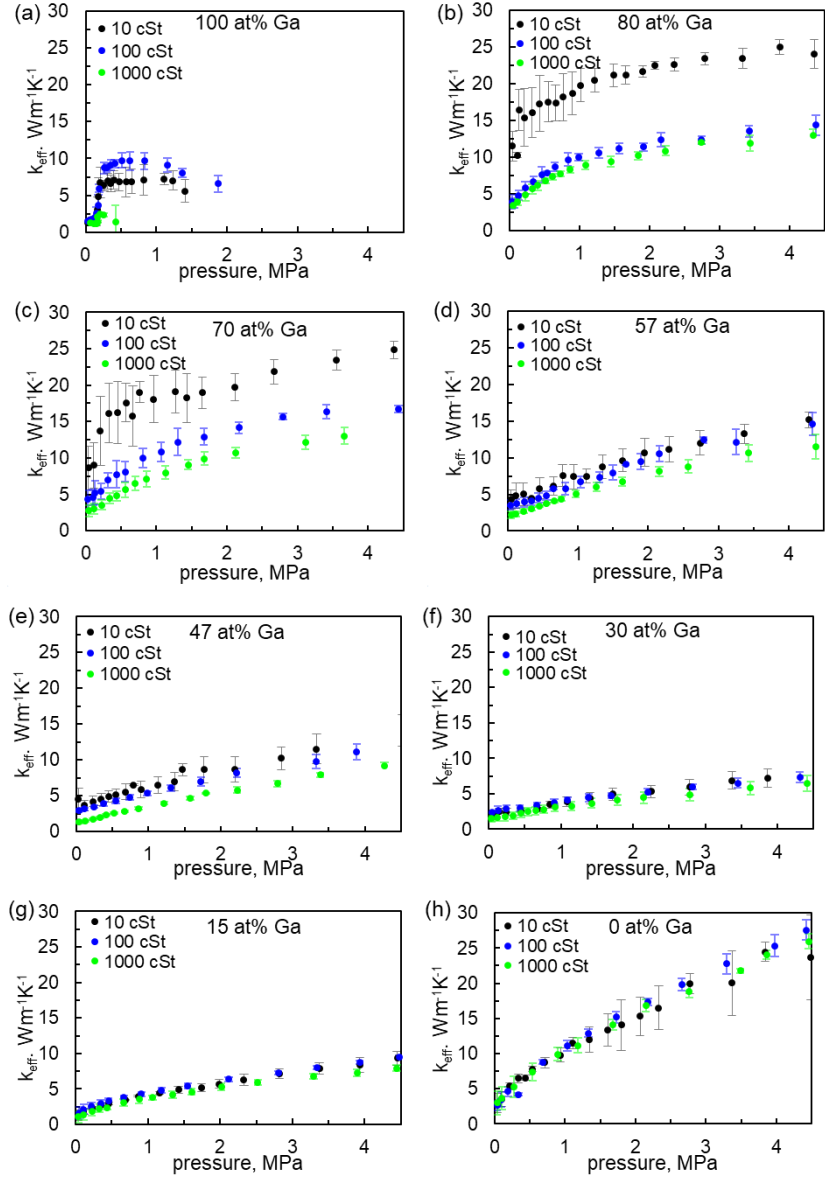 (a)
100 at% Ga
10 cSt
100 cSt
1000 cSt
30
25
20
15
10
5
0
k_eff. Wm⁻¹K⁻¹
0 1 2 3 4
pressure, MPa
(b)
80 at% Ga
10 cSt
100 cSt
1000 cSt
30
25
20
15
10
5
0
k_eff. Wm⁻¹K⁻¹
0 1 2 3 4
pressure, MPa
(c)
70 at% Ga
10 cSt
100 cSt
1000 cSt
30
25
20
15
10
5
0
k_eff. Wm⁻¹K⁻¹
0 1 2 3 4
pressure, MPa
(d)
57 at% Ga
10 cSt
100 cSt
1000 cSt
30
25
20
15
10
5
0
k_eff. Wm⁻¹K⁻¹
0 1 2 3 4
pressure, MPa
(e)
47 at% Ga
10 cSt
100 cSt
1000 cSt
30
25
20
15
10
5
0
k_eff. Wm⁻¹K⁻¹
0 1 2 3 4
pressure, MPa
(f)
30 at% Ga
10 cSt
100 cSt
1000 cSt
30
25
20
15
10
5
0
k_eff. Wm⁻¹K⁻¹
0 1 2 3 4
pressure, MPa
(g)
15 at% Ga
10 cSt
100 cSt
1000 cSt
30
25
20
15
10
5
0
k_eff. Wm⁻¹K⁻¹
0 1 2 3 4
pressure, MPa
(h)
0 at% Ga
10 cSt
100 cSt
1000 cSt
30
25
20
15
10
5
0
k_eff. Wm⁻¹K⁻¹
0 1 2 3 4
pressure, MPa